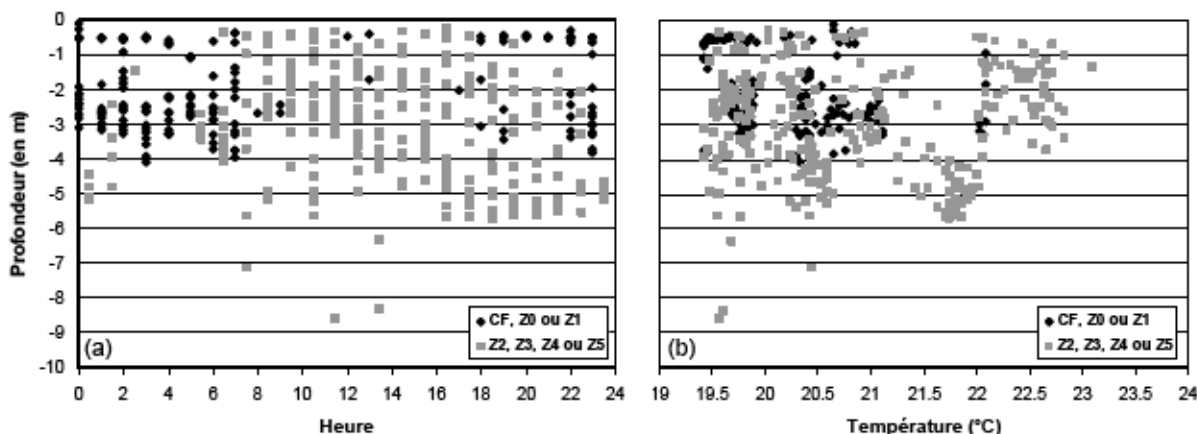 Profondeur (en m)
0
-1
-2
-3
-4
-5
-6
-7
-8
-9
-10
(a)
CF, Z0 ou Z1
Z2, Z3, Z4 ou Z5
0 2 4 6 8 10 12 14 16 18 20 22 24
Heure
(b)
CF, Z0 ou Z1
Z2, Z3, Z4 ou Z5
19 19.5 20 20.5 21 21.5 22 22.5 23 23.5 24
Température (°C)